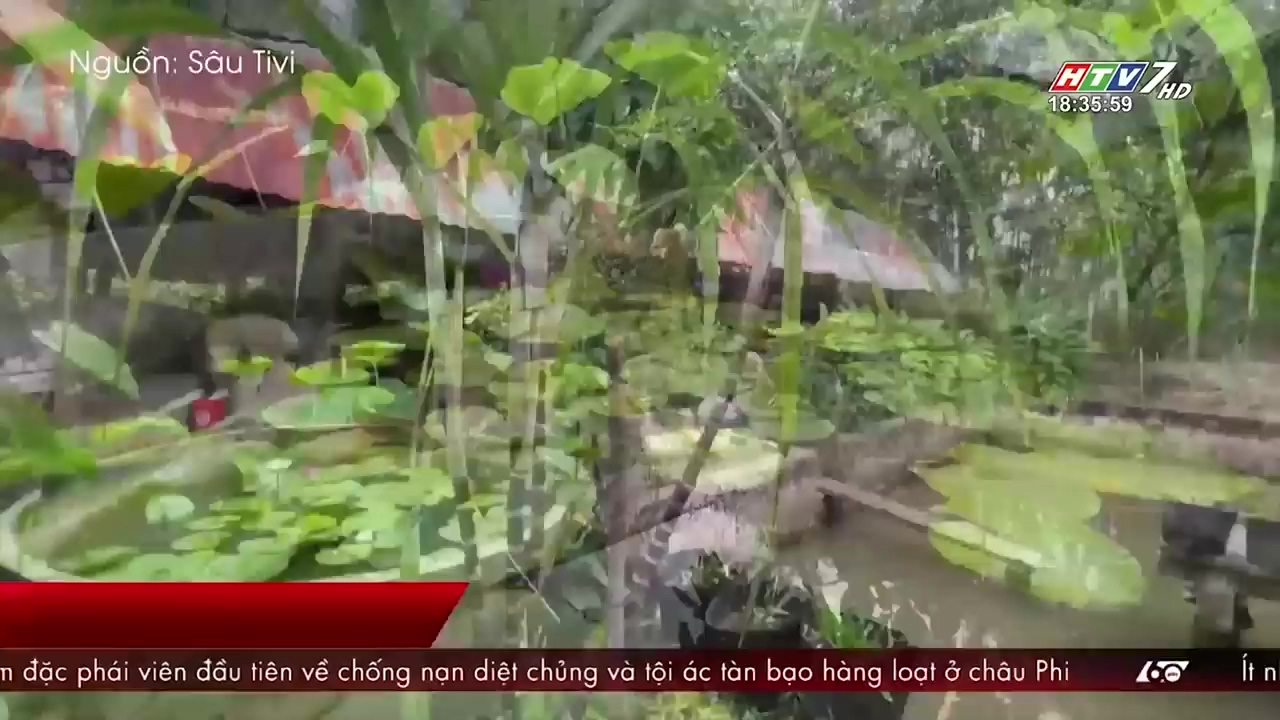 Nguồn: Sâu Tivi
HTV7 HD
18:35:59
đặc phái viên đầu tiên về chống nạn diệt chủng và tội ác tàn bạo hàng loạt ở châu Phi
60
Ít